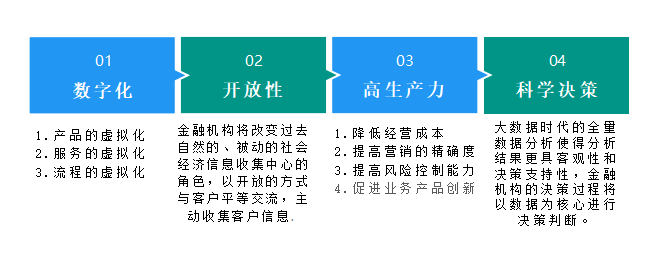 01
数字化
1.产品的虚拟化
2.服务的虚拟化
3.流程的虚拟化
02
开放性
金融机构将改变过去
自然的、被动的社会
经济信息收集中心的
角色，以开放的方式
与客户平等交流，主
动收集客户信息.
03
高生产力
1.降低经营成本
2.提高营销的精确度
3.提高风险控制能力
4.促进业务产品创新
04
科学决策
大数据时代的全量
数据分析使得分析
结果更具客观性和
决策支持性，金融
机构的决策过程将
以数据为核心进行
决策判断。